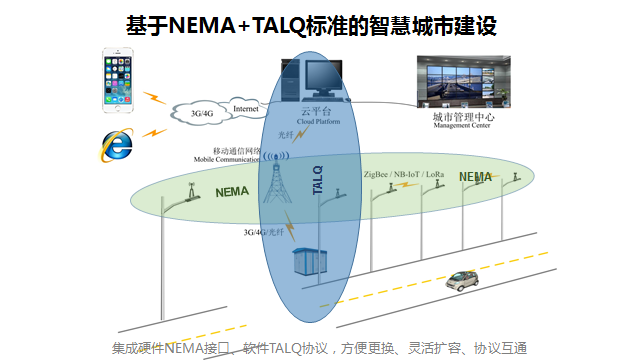 基于NEMA+TALQ标准的智慧城市建设
Internet
3G/4G
云平台
Cloud Platform
城市管理中心
Management Center
光纤
移动通信网络
Mobile Communication
ZigBee / NB-IoT / LoRa
NEMA
TALQ
NEMA
3G/4G/光纤
集成硬件NEMA接口、软件TALQ协议，方便更换、灵活扩容、协议互通